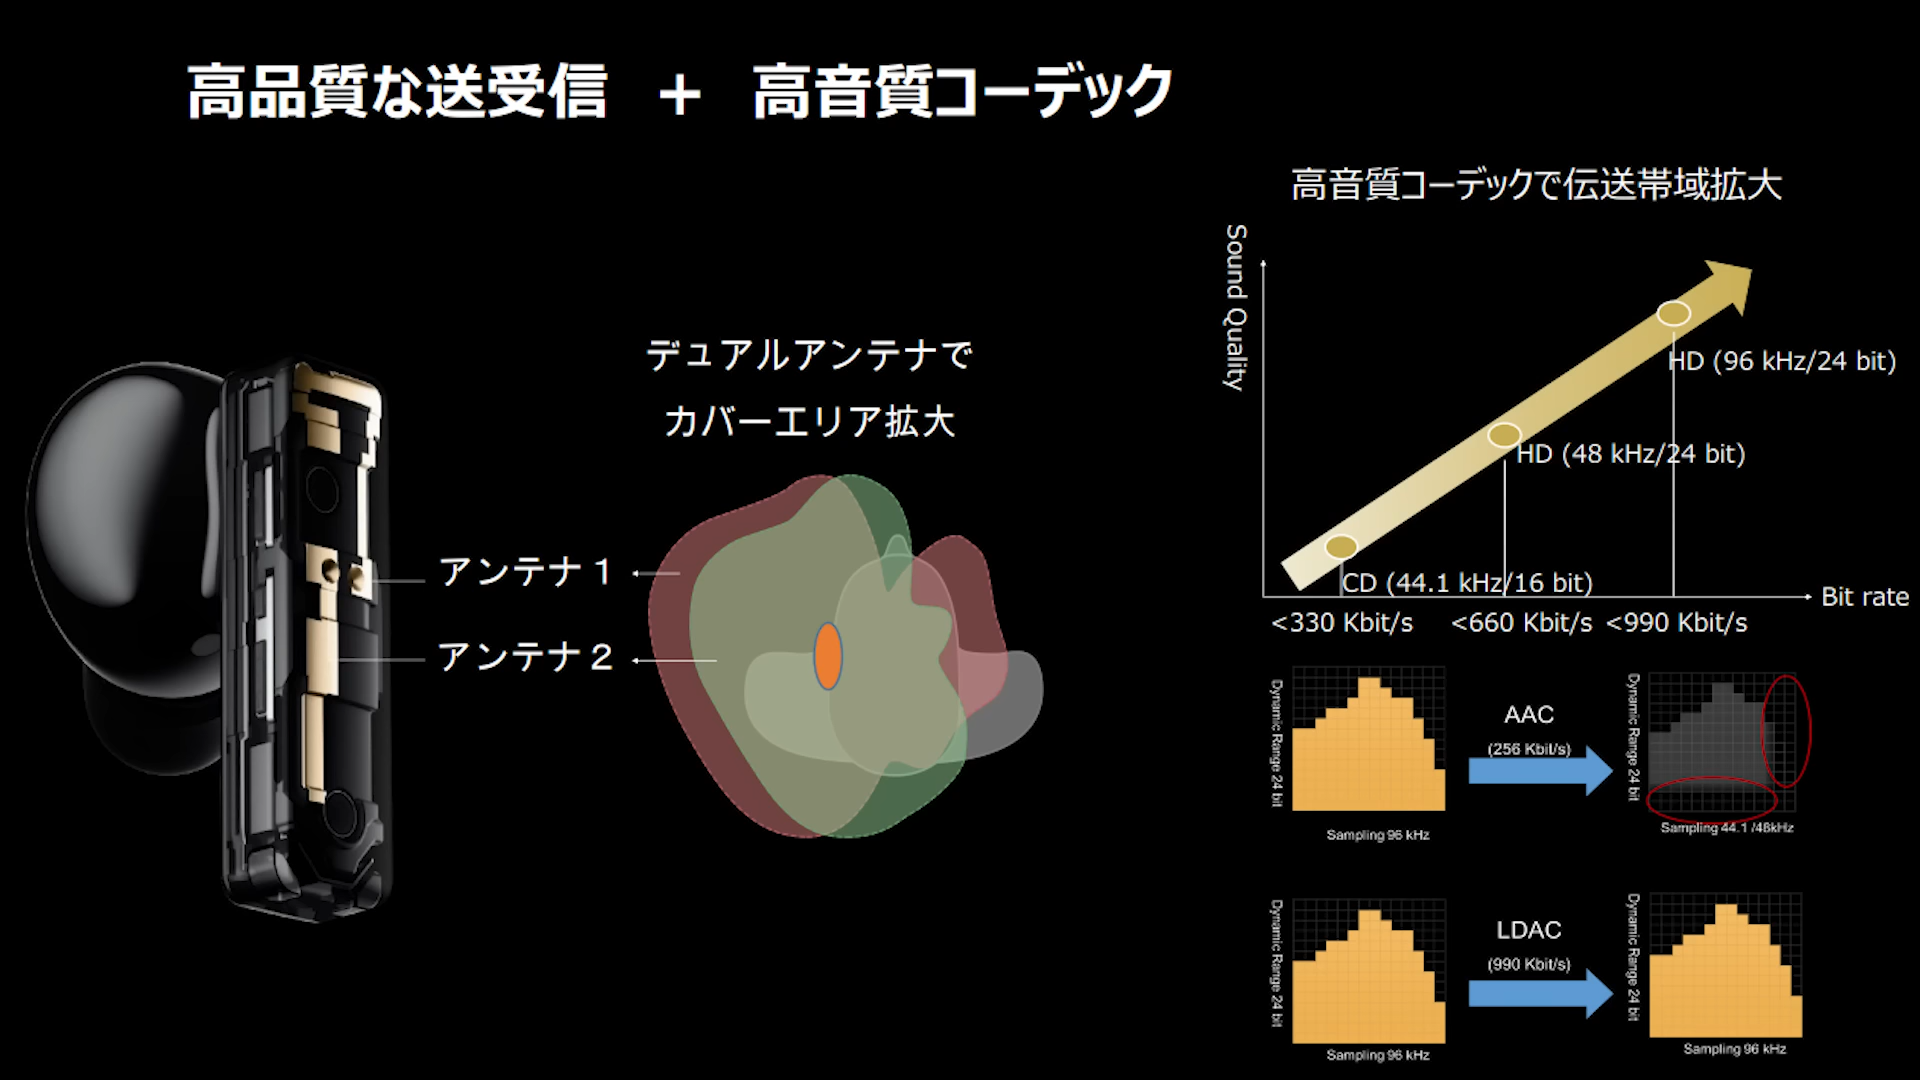 高品質な送受信 + 高音質コーデック
デュアルアンテナで
カバーエリア拡大
アンテナ1
アンテナ2
高音質コーデックで伝送帯域拡大
Sound Quality
HD (96 kHz/24 bit)
HD (48 kHz/24 bit)
CD (44.1 kHz/16 bit)
Bit rate
<330 Kbit/s
<660 Kbit/s
<990 Kbit/s
Dynamic Range 24 bit
Sampling 96 kHz
AAC
(256 Kbit/s)
Dynamic Range 24 bit
Sampling 44.1 /48kHz
Dynamic Range 24 bit
Sampling 96 kHz
LDAC
(990 Kbit/s)
Dynamic Range 24 bit
Sampling 96 kHz